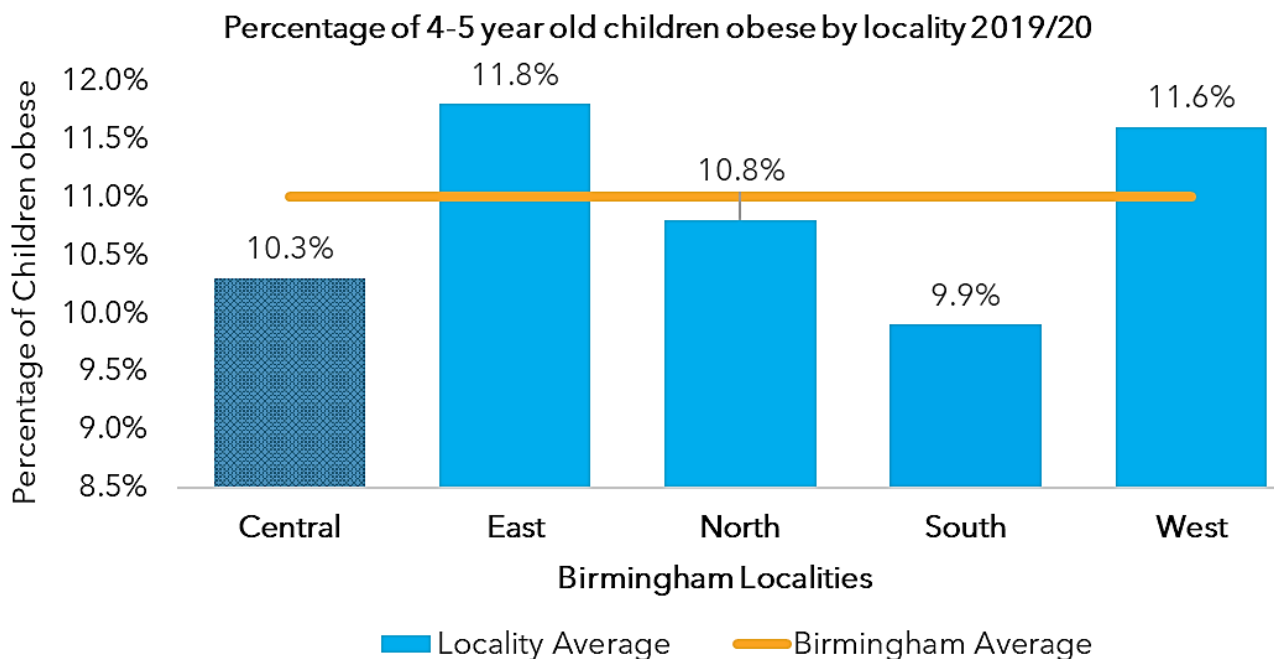 Percentage of 4-5 year old children obese by locality 2019/20
Percentage of Children obese
12.0%
11.5%
11.0%
10.5%
10.0%
9.5%
9.0%
8.5%
10.3%
11.8%
10.8%
9.9%
11.6%
Central
East
North
South
West
Birmingham Localities
Locality Average
Birmingham Average